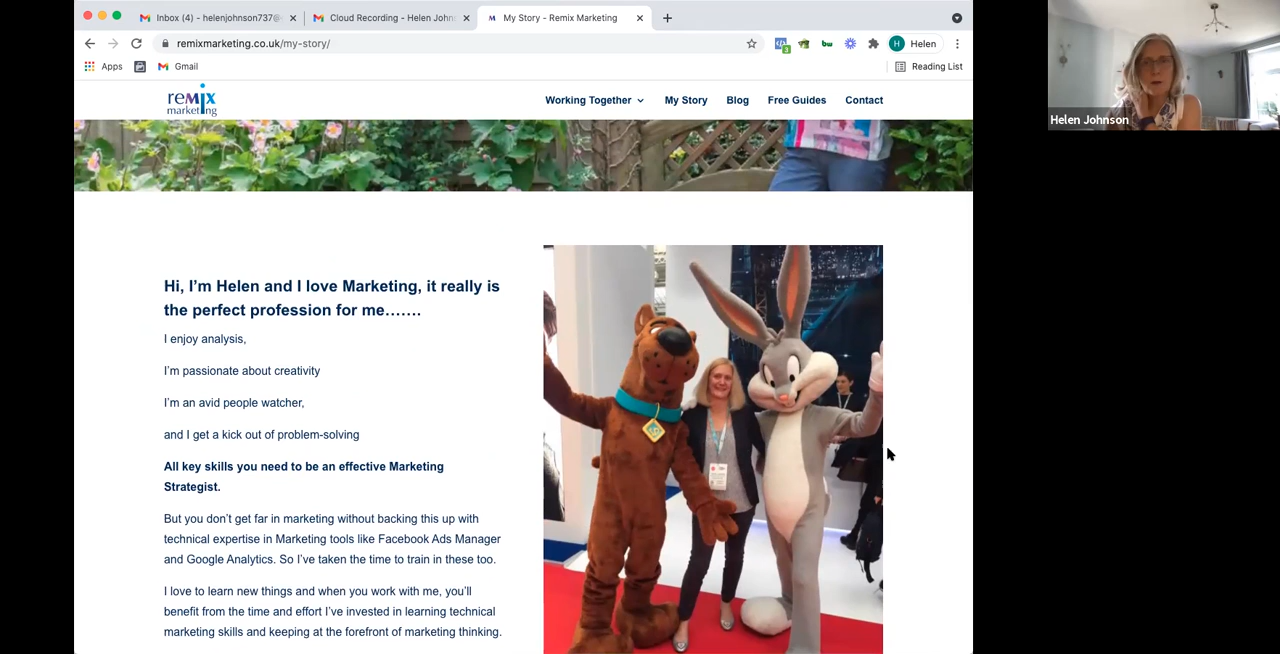 Inbox (4) - helenjohnson737@
Cloud Recording - Helen John
My Story - Remix Marketing
remixmarketing.co.uk/my-story/
3
H
Helen
Apps
Gmail
Reading List
remix
marketing
Working Together
My Story
Blog
Free Guides
Contact
Helen Johnson
Hi, I'm Helen and I love Marketing, it really is
the perfect profession for me…….
I enjoy analysis,
I'm passionate about creativity
I'm an avid people watcher,
and I get a kick out of problem-solving
All key skills you need to be an effective Marketing
Strategist.
But you don't get far in marketing without backing this up with
technical expertise in Marketing tools like Facebook Ads Manager
and Google Analytics. So I've taken the time to train in these too.
I love to learn new things and when you work with me, you'll
benefit from the time and effort I've invested in learning technical
marketing skills and keeping at the forefront of marketing thinking.